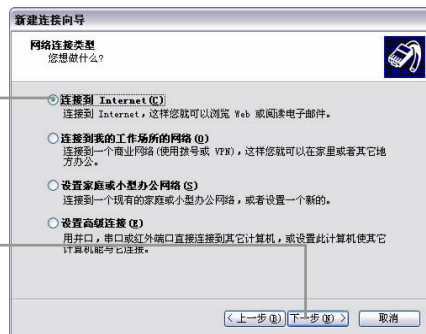 新建连接向导
网络连接类型
您想做什么?
连接到 Internet(C)
连接到 Internet，这样您就可以浏览 Web 或阅读电子邮件。
连接到我的工作场所的网络(O)
连接到一个商业网络(使用拨号或 VPN)，这样您就可以在家里或者其它地
方办公。
设置家庭或小型办公网络(S)
连接到一个现有的家庭或小型办公网络，或者设置一个新的。
设置高级连接(E)
用并口，串口或红外端口直接连接到其它计算机，或设置此计算机使其它
计算机能与它连接。
< 上一步(B) 下一步(N) > 取消